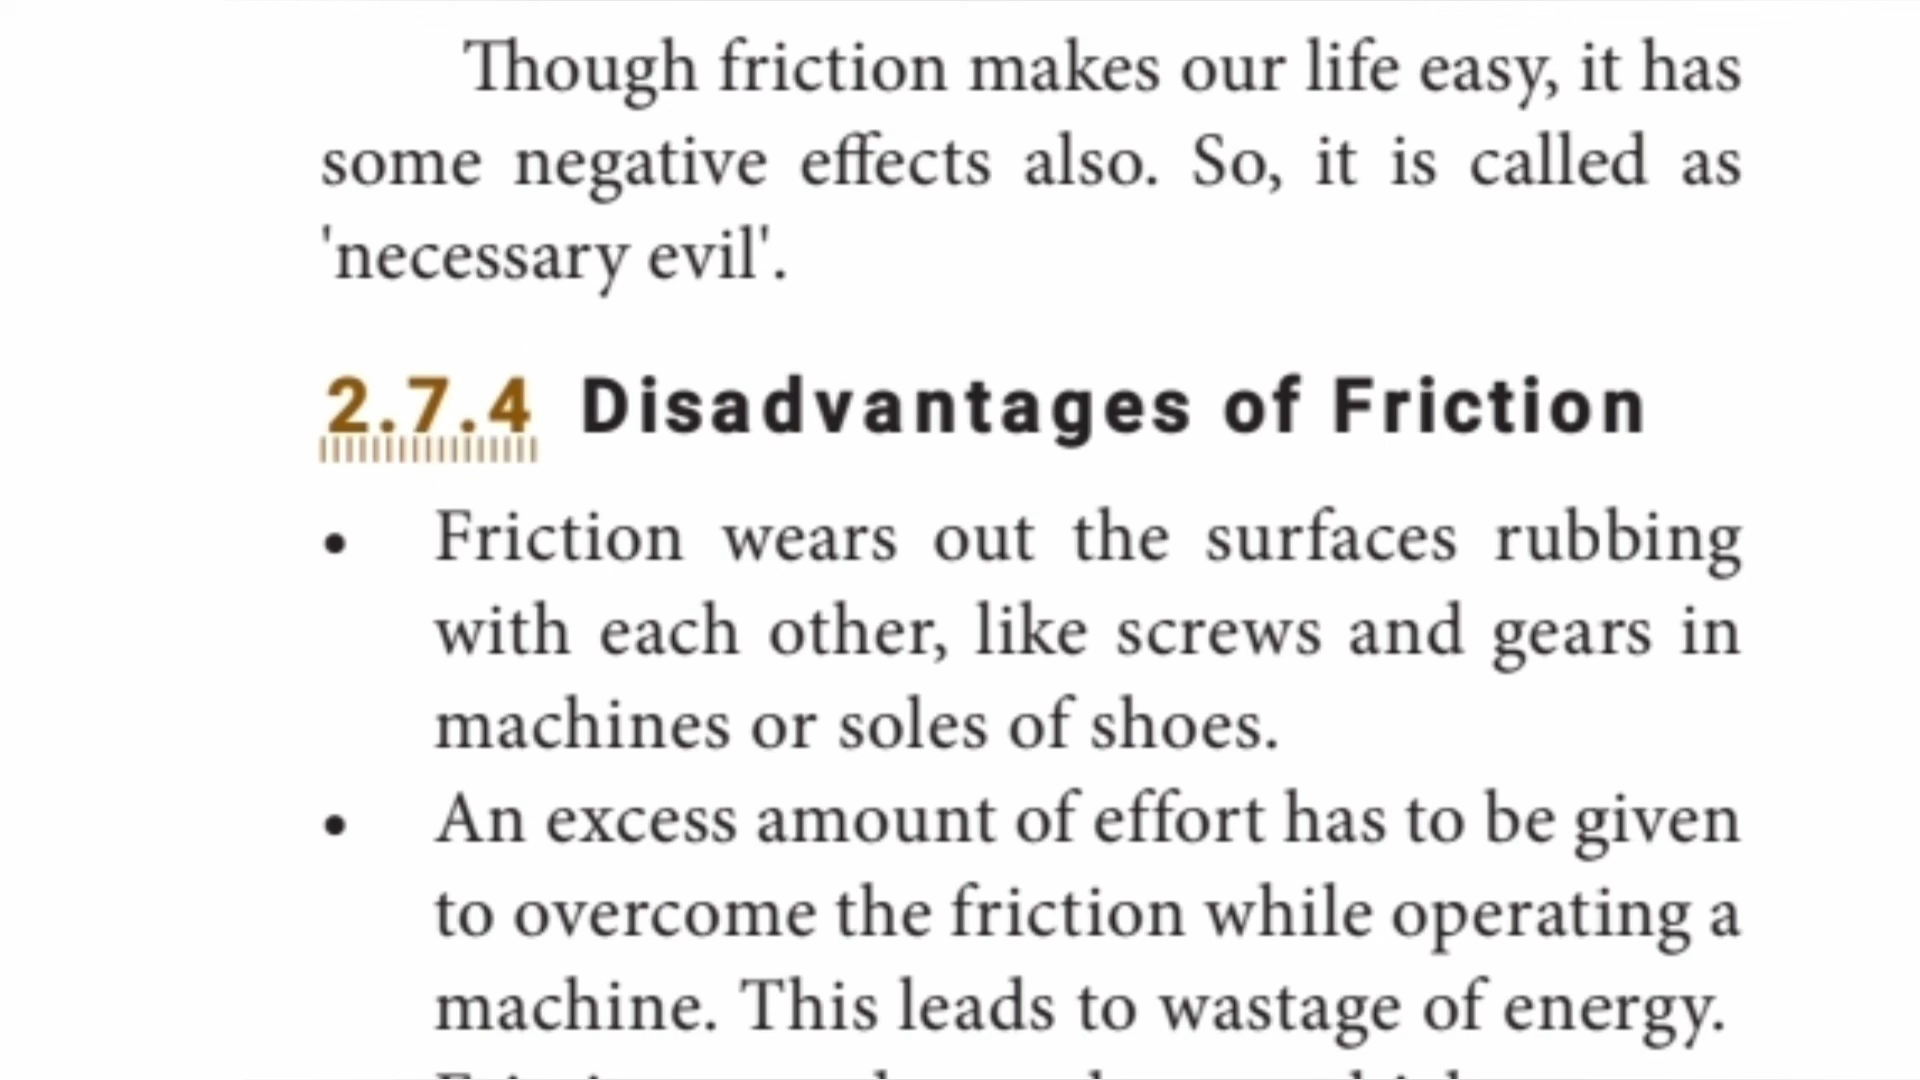 Though friction makes our life easy, it has
some negative effects also. So, it is called as
'necessary evil'.
2.7.4 Disadvantages of Friction
• Friction wears out the surfaces rubbing
with each other, like screws and gears in
machines or soles of shoes.
• An excess amount of effort has to be given
to overcome the friction while operating a
machine. This leads to wastage of energy.